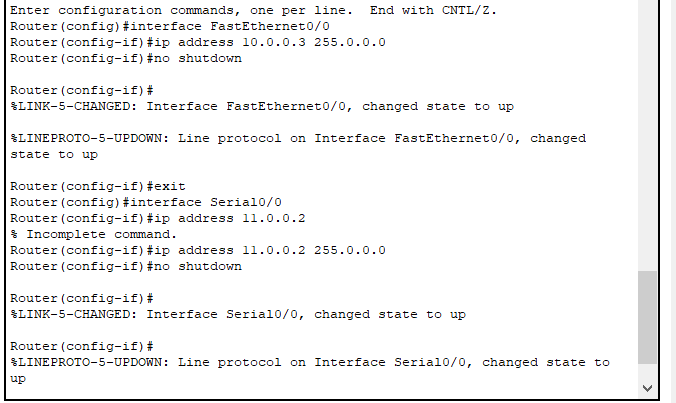 Enter configuration commands, one per line.  End with CNTL/Z.
Router(config)#interface FastEthernet0/0
Router(config-if)#ip address 10.0.0.3 255.0.0.0
Router(config-if)#no shutdown
Router(config-if)#
%LINK-5-CHANGED: Interface FastEthernet0/0, changed state to up
%LINEPROTO-5-UPDOWN: Line protocol on Interface FastEthernet0/0, changed
state to up
Router(config-if)#exit
Router(config)#interface Serial0/0
Router(config-if)#ip address 11.0.0.2
% Incomplete command.
Router(config-if)#ip address 11.0.0.2 255.0.0.0
Router(config-if)#no shutdown
Router(config-if)#
%LINK-5-CHANGED: Interface Serial0/0, changed state to up
Router(config-if)#
%LINEPROTO-5-UPDOWN: Line protocol on Interface Serial0/0, changed state to
up